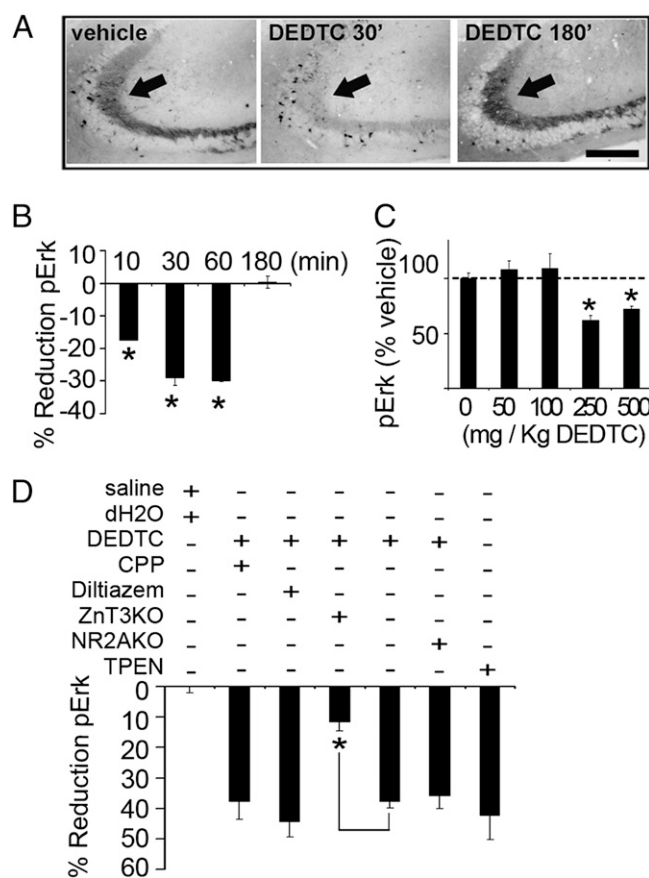 A
vehicle
DEDTC 30'
DEDTC 180'
B
% Reduction pErk
10 30 60 180 (min)
10
0
-10
-20
-30
-40
* * *
C
pErk (% vehicle)
100
50
* *
0 50 100 250 500
(mg / Kg DEDTC)
D
saline + - - - - - -
dH2O + - - - - - -
DEDTC - + + + + + -
CPP - + - - - - -
Diltiazem - - + - - - -
ZnT3KO - - - + - - -
NR2AKO - - - - - + -
TPEN - - - - - - +
% Reduction pErk
0
10
20
30
40
50
60
*